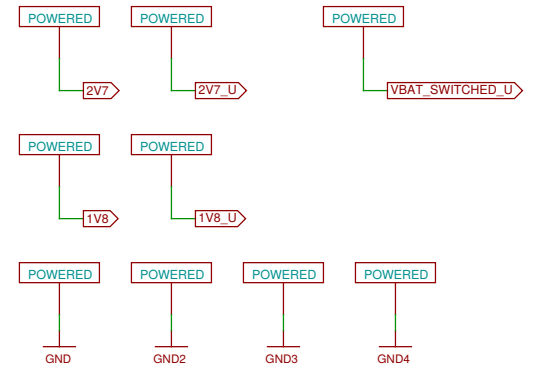 POWERED POWERED POWERED
2V7 2V7_U VBAT_SWITCHED_U
POWERED POWERED
1V8 1V8_U
POWERED POWERED POWERED POWERED
GND GND2 GND3 GND4